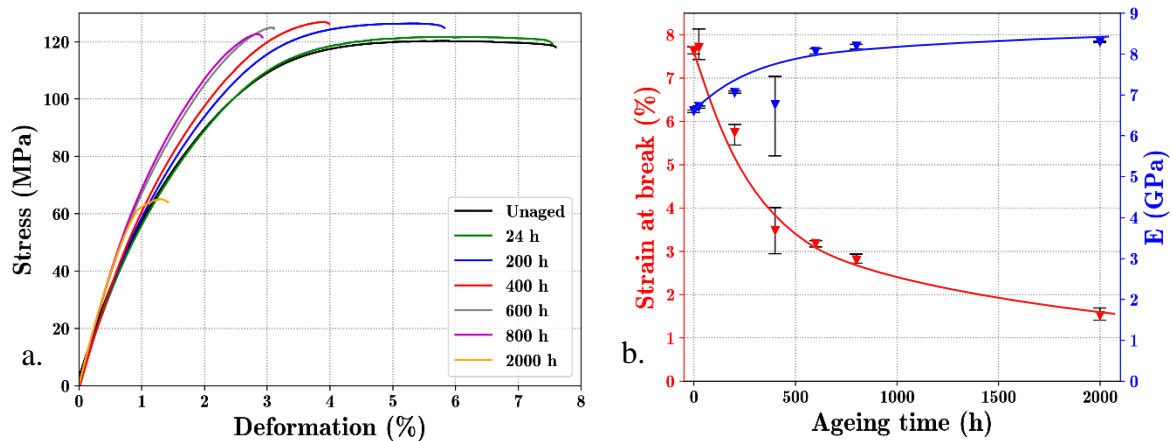 a.
Stress (MPa)
120
100
80
60
40
20
0
0 1 2 3 4 5 6 7 8
Deformation (%)
Unaged
24 h
200 h
400 h
600 h
800 h
2000 h
b.
Strain at break (%)
8
7
6
5
4
3
2
1
0
0 500 1000 1500 2000
Ageing time (h)
9
8
7
6
5
4
3
2
1
0
E (GPa)